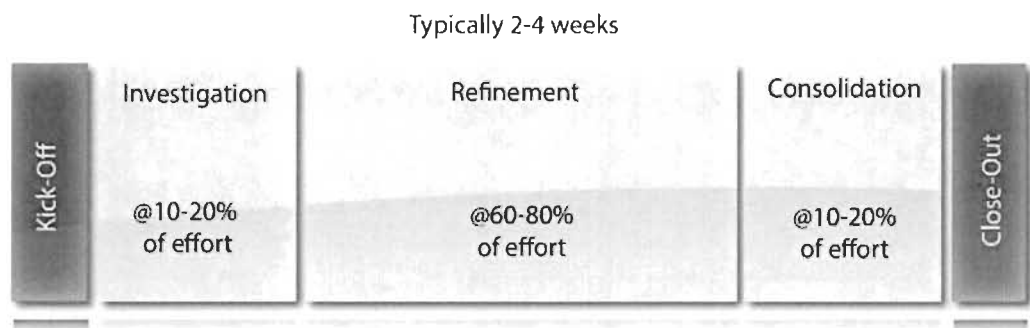 Typically 2-4 weeks
Kick-Off
Investigation
@10-20%
of effort
Refinement
@60-80%
of effort
Consolidation
@10-20%
of effort
Close-Out